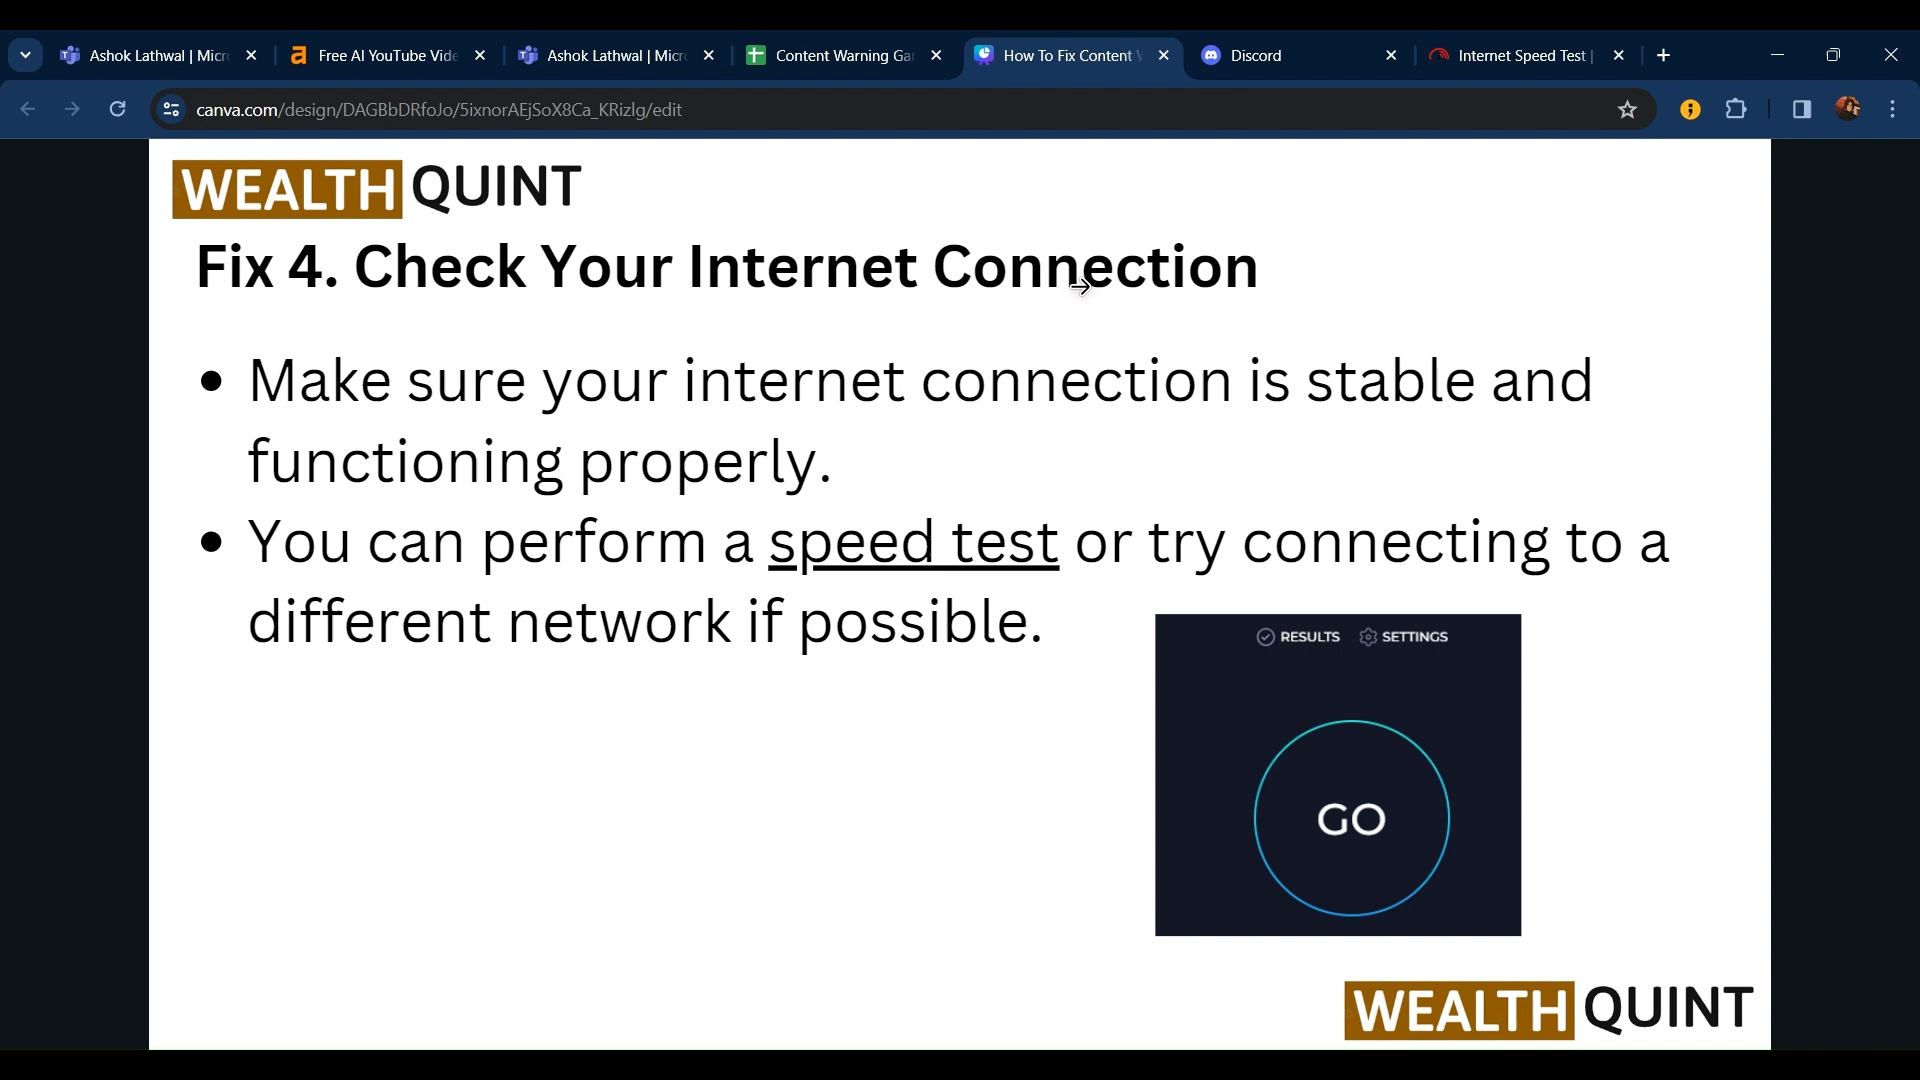 Ashok Lathwal | Micr
Free AI YouTube Vide
Ashok Lathwal | Micr
Content Warning Ga
How To Fix Content
Discord
Internet Speed Test |
canva.com/design/DAGBbDRfoJo/5ixnorAEjSoX8Ca_KRizlg/edit
WEALTH QUINT
Fix 4. Check Your Internet Connection
• Make sure your internet connection is stable and
functioning properly.
• You can perform a speed test or try connecting to a
different network if possible.
RESULTS SETTINGS
GO
WEALTH QUINT